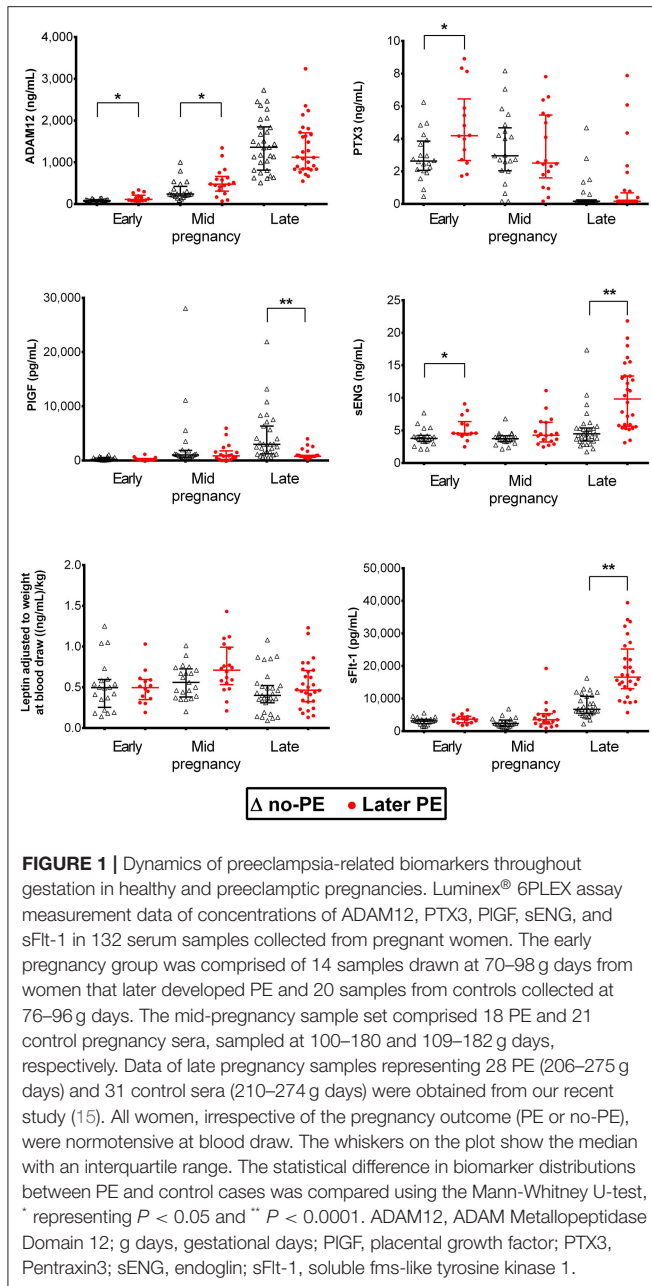 4,000
3,000
2,000
1,000
0
ADAM12 (ng/mL)
*
*
Early
Mid
Late
pregnancy
10
8
6
4
2
0
PTX3 (ng/mL)
*
Early
Mid
Late
pregnancy
30,000
20,000
10,000
0
PlGF (pg/mL)
**
Early
Mid
Late
pregnancy
25
20
15
10
5
0
sENG (ng/mL)
*
**
Early
Mid
Late
pregnancy
2.0
1.5
1.0
0.5
0.0
Leptin adjusted to weight
at blood draw ((ng/mL)/kg)
Early
Mid
Late
pregnancy
50,000
40,000
30,000
20,000
10,000
0
sFlt-1 (pg/mL)
**
Early
Mid
Late
pregnancy
Δ no-PE • Later PE
FIGURE 1 | Dynamics of preeclampsia-related biomarkers throughout
gestation in healthy and preeclamptic pregnancies. Luminex® 6PLEX assay
measurement data of concentrations of ADAM12, PTX3, PlGF, sENG, and
sFlt-1 in 132 serum samples collected from pregnant women. The early
pregnancy group was comprised of 14 samples drawn at 70–98 g days from
women that later developed PE and 20 samples from controls collected at
76–96 g days. The mid-pregnancy sample set comprised 18 PE and 21
control pregnancy sera, sampled at 100–180 and 109–182 g days,
respectively. Data of late pregnancy samples representing 28 PE (206–275 g
days) and 31 control sera (210–274 g days) were obtained from our recent
study (15). All women, irrespective of the pregnancy outcome (PE or no-PE),
were normotensive at blood draw. The whiskers on the plot show the median
with an interquartile range. The statistical difference in biomarker distributions
between PE and control cases was compared using the Mann-Whitney U-test,
* representing P < 0.05 and ** P < 0.0001. ADAM12, ADAM Metallopeptidase
Domain 12; g days, gestational days; PlGF, placental growth factor; PTX3,
Pentraxin3; sENG, endoglin; sFlt-1, soluble fms-like tyrosine kinase 1.